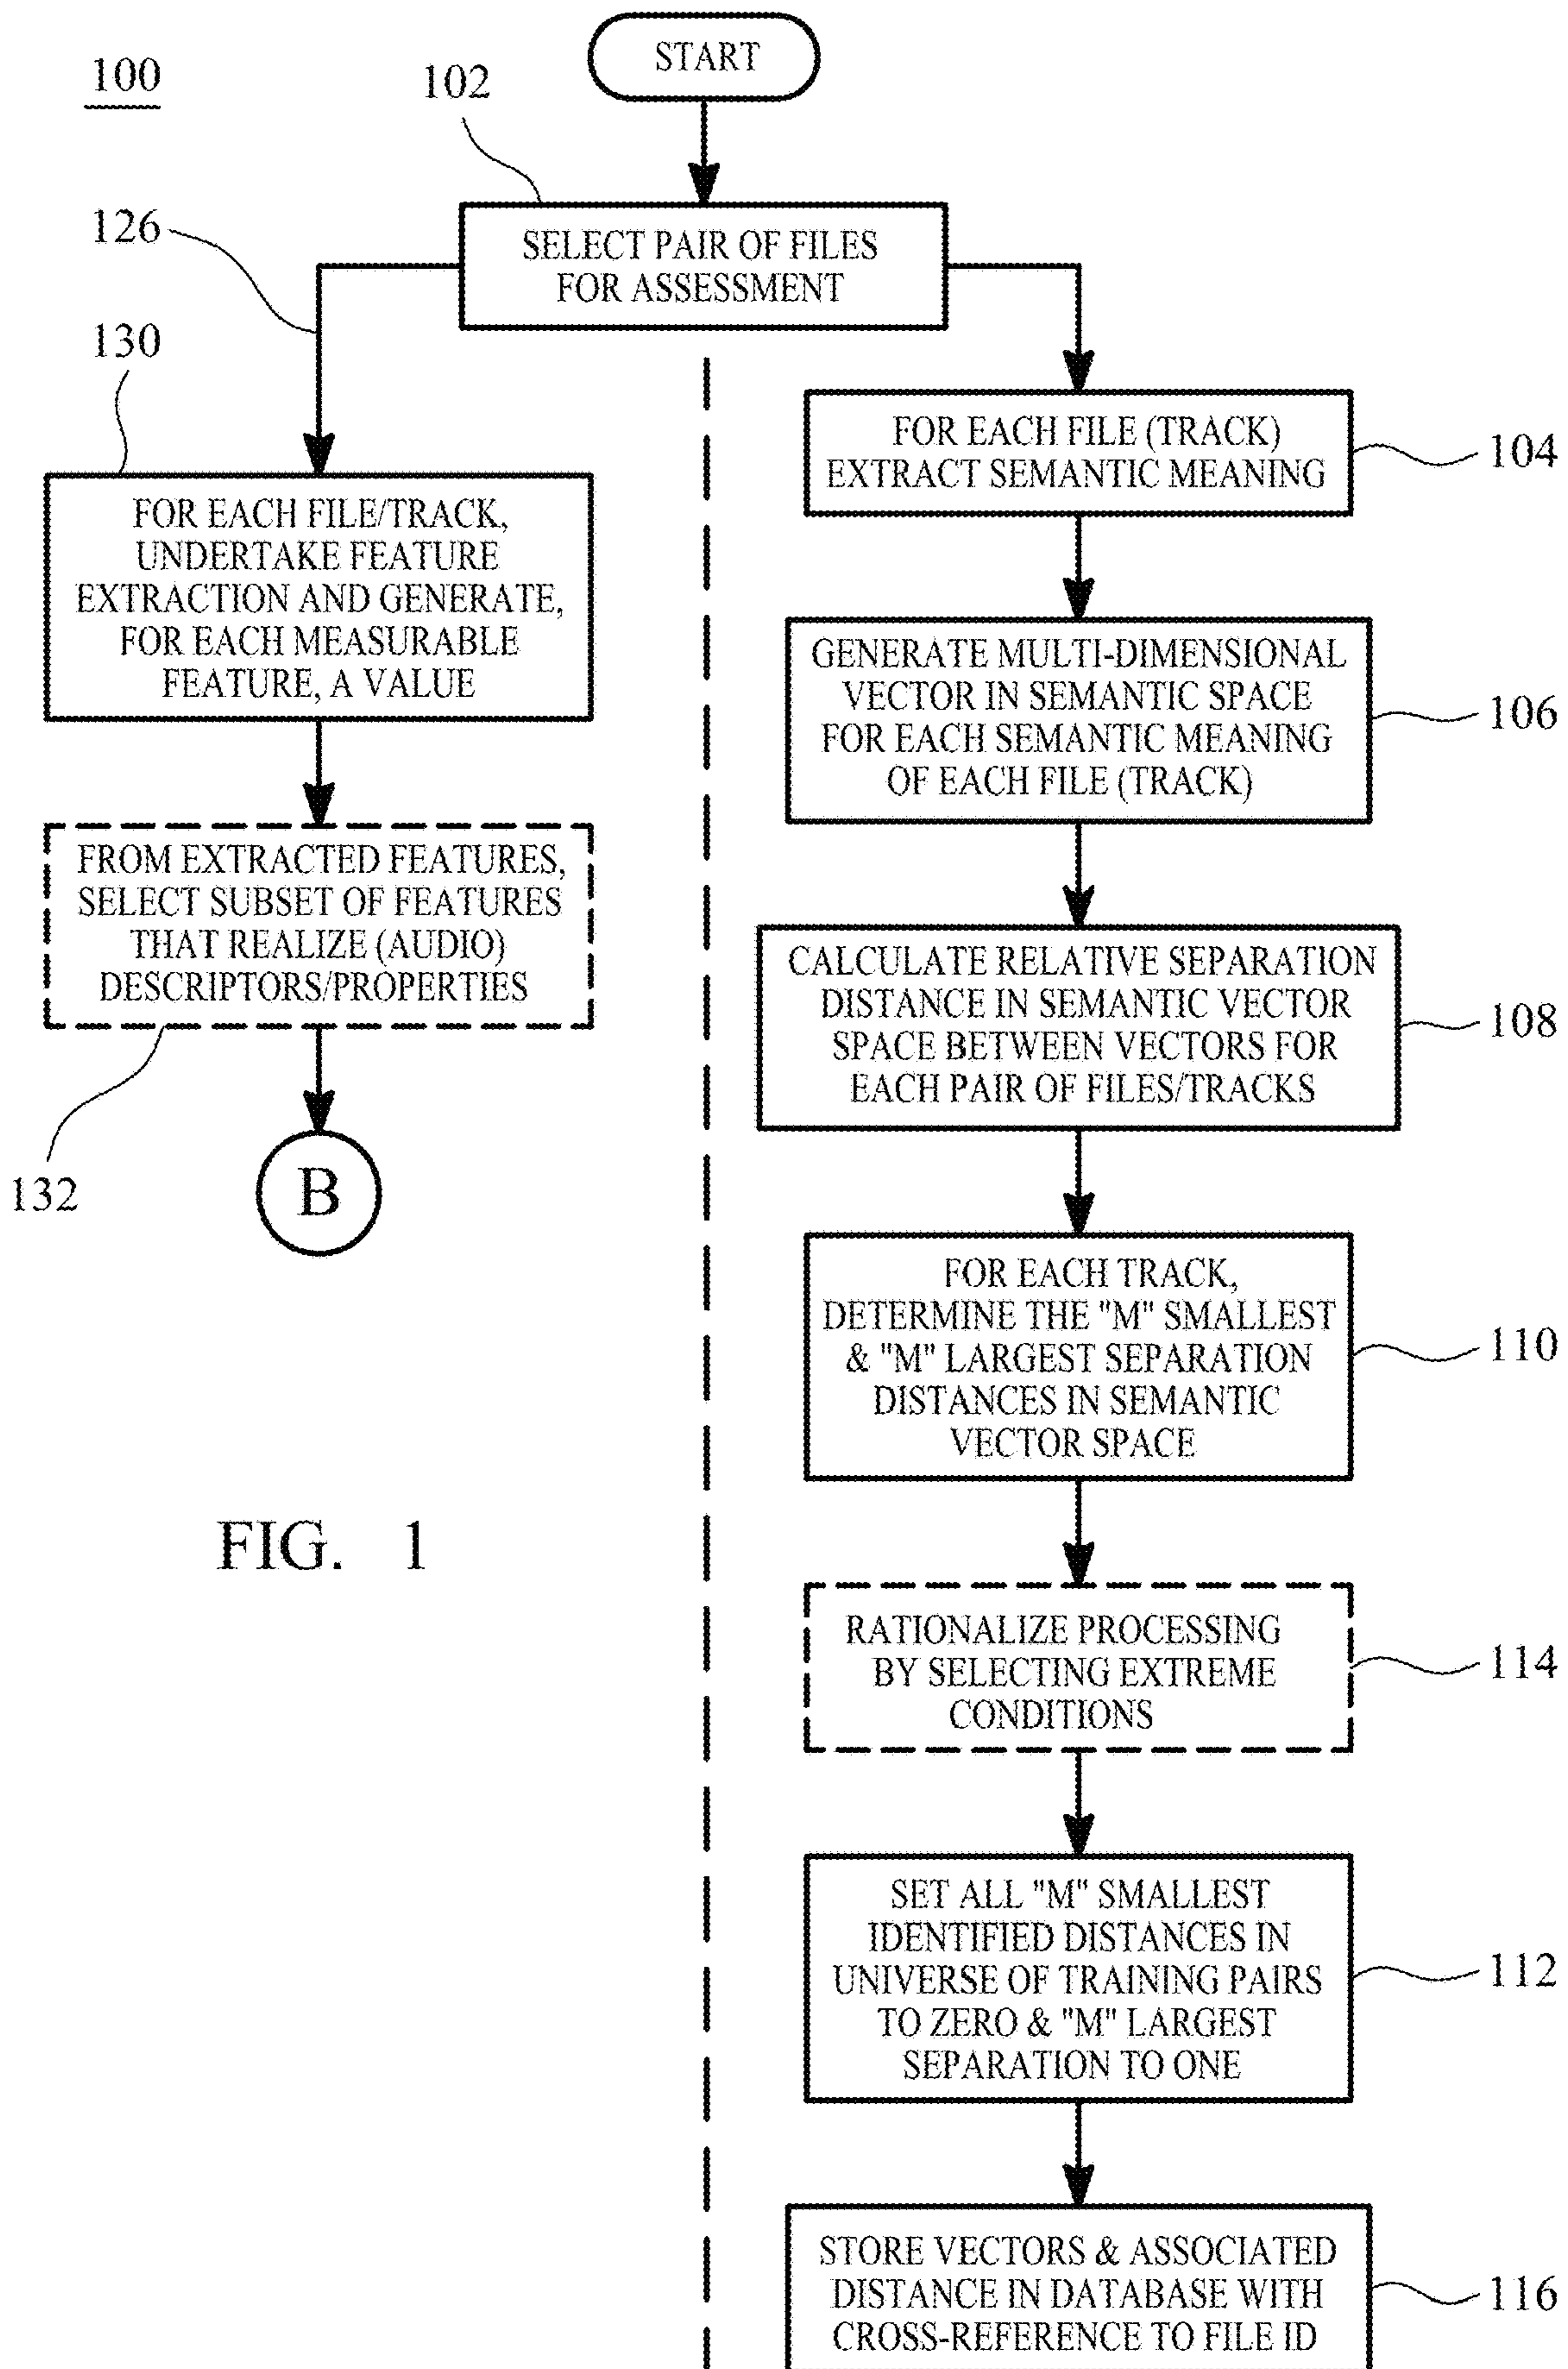 100
START
102
126
SELECT PAIR OF FILES
FOR ASSESSMENT
130
FOR EACH FILE/TRACK,
UNDERTAKE FEATURE
EXTRACTION AND GENERATE,
FOR EACH MEASURABLE
FEATURE, A VALUE
FROM EXTRACTED FEATURES,
SELECT SUBSET OF FEATURES
THAT REALIZE (AUDIO)
DESCRIPTORS/PROPERTIES
132
B
FOR EACH FILE (TRACK)
EXTRACT SEMANTIC MEANING
104
GENERATE MULTI-DIMENSIONAL
VECTOR IN SEMANTIC SPACE
FOR EACH SEMANTIC MEANING
OF EACH FILE (TRACK)
106
CALCULATE RELATIVE SEPARATION
DISTANCE IN SEMANTIC VECTOR
SPACE BETWEEN VECTORS FOR
EACH PAIR OF FILES/TRACKS
108
FOR EACH TRACK,
DETERMINE THE "M" SMALLEST
& "M" LARGEST SEPARATION
DISTANCES IN SEMANTIC
VECTOR SPACE
110
RATIONALIZE PROCESSING
BY SELECTING EXTREME
CONDITIONS
114
SET ALL "M" SMALLEST
IDENTIFIED DISTANCES IN
UNIVERSE OF TRAINING PAIRS
TO ZERO & "M" LARGEST
SEPARATION TO ONE
112
STORE VECTORS & ASSOCIATED
DISTANCE IN DATABASE WITH
CROSS-REFERENCE TO FILE ID
116
FIG. 1